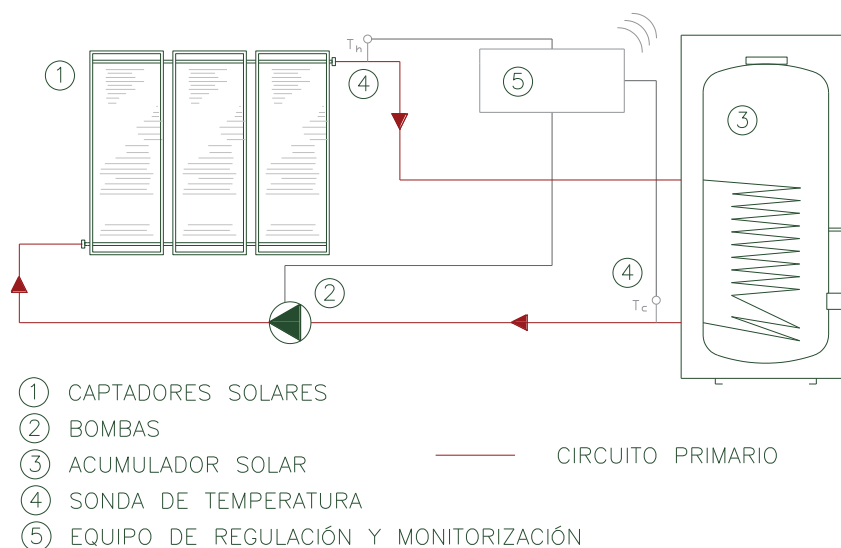 Th
1
4
5
3
4
2
Tc
1 CAPTADORES SOLARES
2 BOMBAS
3 ACUMULADOR SOLAR
CIRCUITO PRIMARIO
4 SONDA DE TEMPERATURA
5 EQUIPO DE REGULACIÓN Y MONITORIZACIÓN